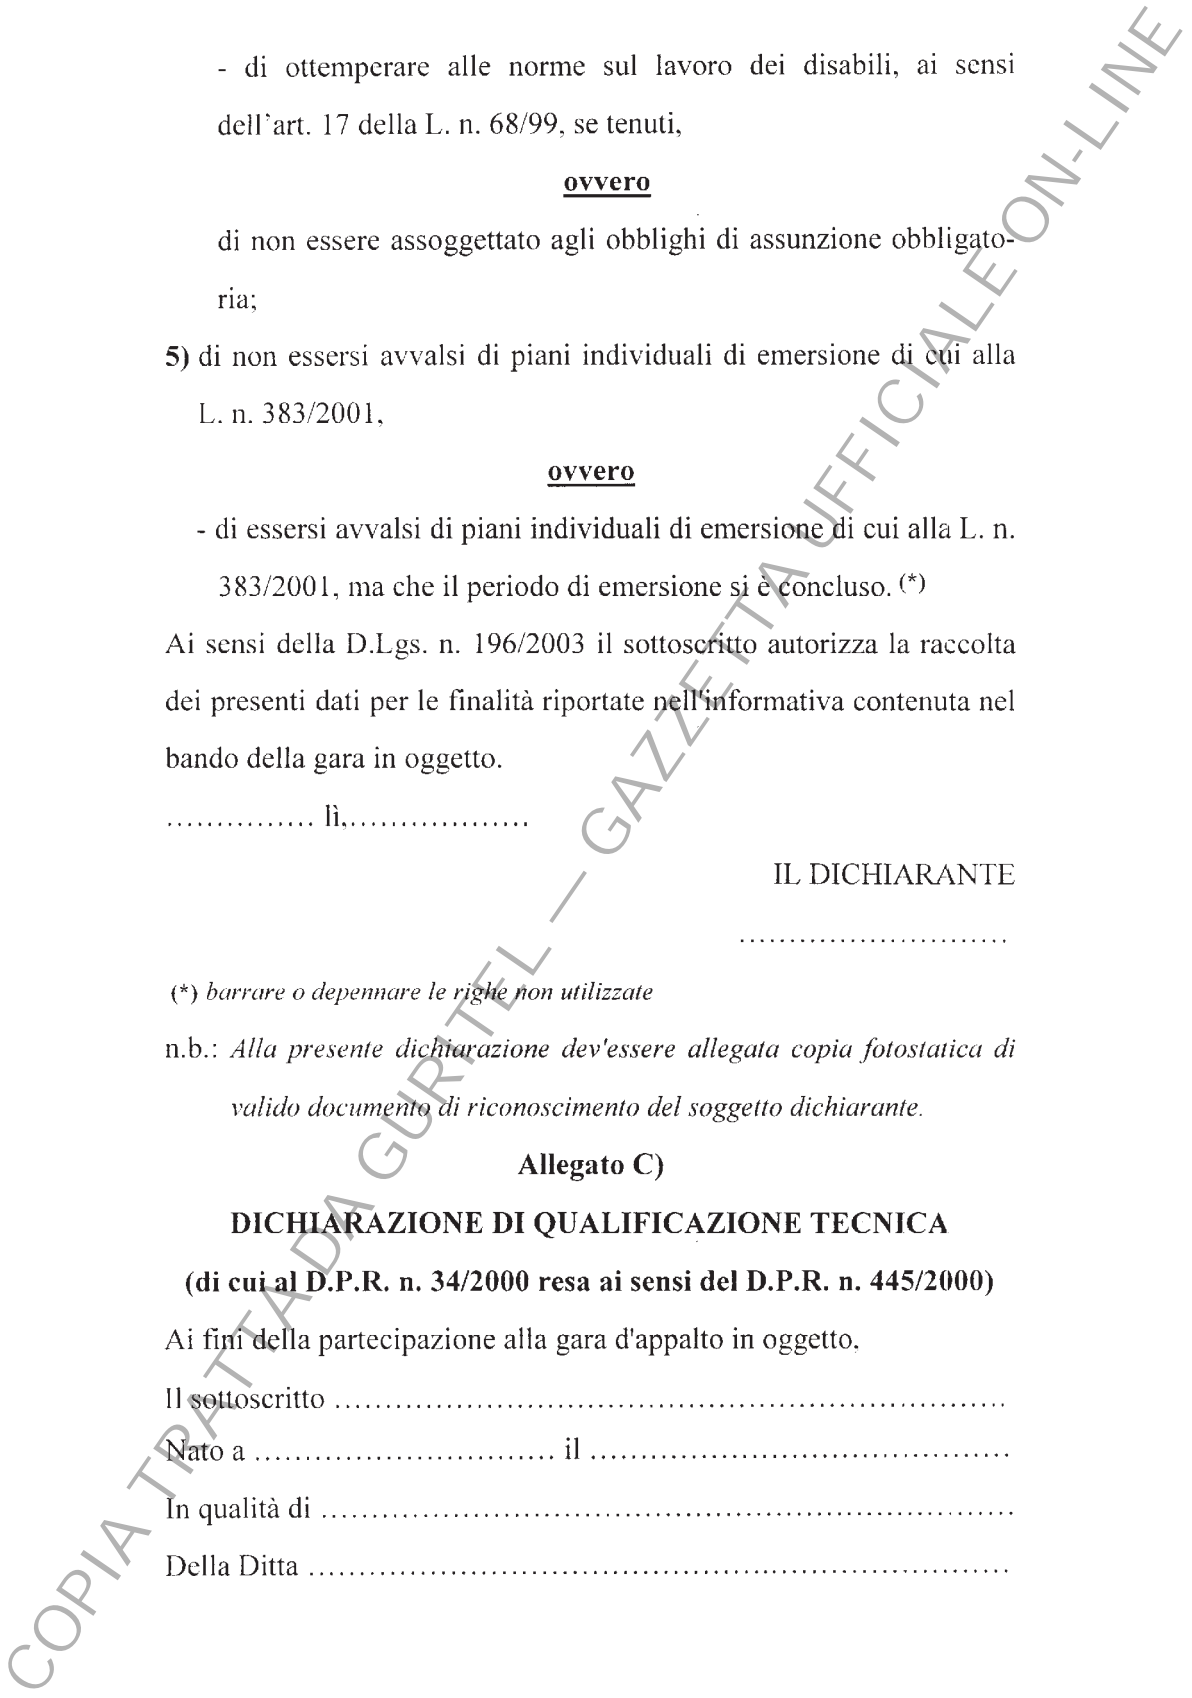 - di ottemperare alle norme sul lavoro dei disabili, ai sensi
dell'art. 17 della L. n. 68/99, se tenuti,
ovvero
di non essere assoggettato agli obblighi di assunzione obbligato-
ria;
5) di non essersi avvalsi di piani individuali di emersione di cui alla
L. n. 383/2001,
ovvero
- di essersi avvalsi di piani individuali di emersione di cui alla L. n.
383/2001, ma che il periodo di emersione si è concluso. (*)
Ai sensi della D.Lgs. n. 196/2003 il sottoscritto autorizza la raccolta
dei presenti dati per le finalità riportate nell'informativa contenuta nel
bando della gara in oggetto.
............... lì,..................
IL DICHIARANTE
...........................
(*) barrare o depennare le righe non utilizzate
n.b.: Alla presente dichiarazione dev'essere allegata copia fotostatica di
valido documento di riconoscimento del soggetto dichiarante.
Allegato C)
DICHIARAZIONE DI QUALIFICAZIONE TECNICA
(di cui al D.P.R. n. 34/2000 resa ai sensi del D.P.R. n. 445/2000)
Ai fini della partecipazione alla gara d'appalto in oggetto,
Il sottoscritto ...................................................................
Nato a .............................. il ..........................................
In qualità di .....................................................................
Della Ditta ......................................................................
COPIA TRATTA DA GURITEL — GAZZETTA UFFICIALE ON-LINE